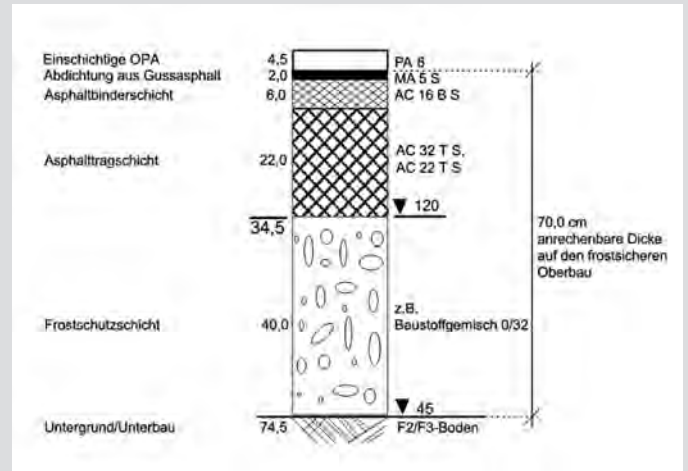 Einschichtige OPA 4,5 PA 8
Abdichtung aus Gussasphalt 2,0 MA 5 S
Asphaltbinderschicht 6,0 AC 16 B S
Asphalttragschicht 22,0 AC 32 T S,
AC 22 T S
120
34,5
70,0 cm
anrechenbare Dicke
auf den frostsicheren
Oberbau
Frostschutzschicht 40,0 z.B.
Baustoffgemisch 0/32
45
Untergrund/Unterbau 74,5 F2/F3-Boden